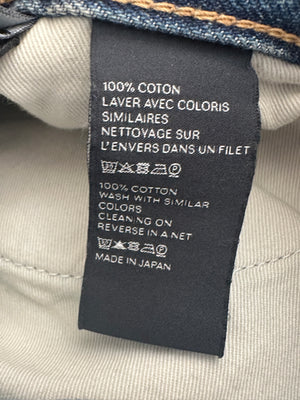 100% COTON
LAVER AVEC COLORIS
SIMILAIRES
NETTOYAGE SUR
L'ENVERS DANS UN FILET
100% COTTON
WASH WITH SIMILAR
COLORS
CLEANING ON
REVERSE IN A NET
MADE IN JAPAN